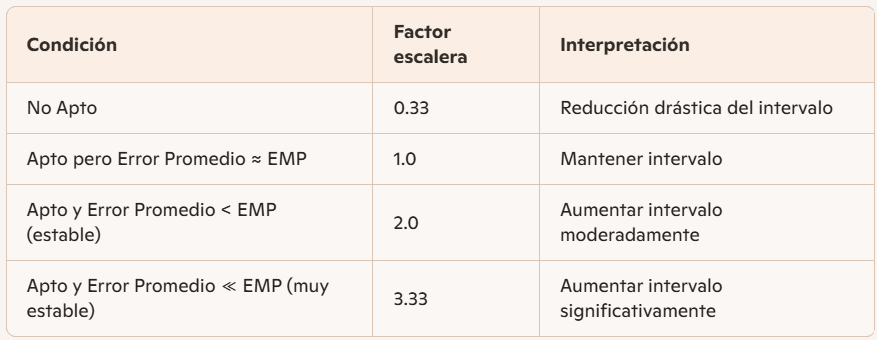 Condición
Factor
escalera
Interpretación
No Apto
0.33
Reducción drástica del intervalo
Apto pero Error Promedio ≈ EMP
1.0
Mantener intervalo
Apto y Error Promedio < EMP
(estable)
2.0
Aumentar intervalo
moderadamente
Apto y Error Promedio ≪ EMP (muy
estable)
3.33
Aumentar intervalo
significativamente